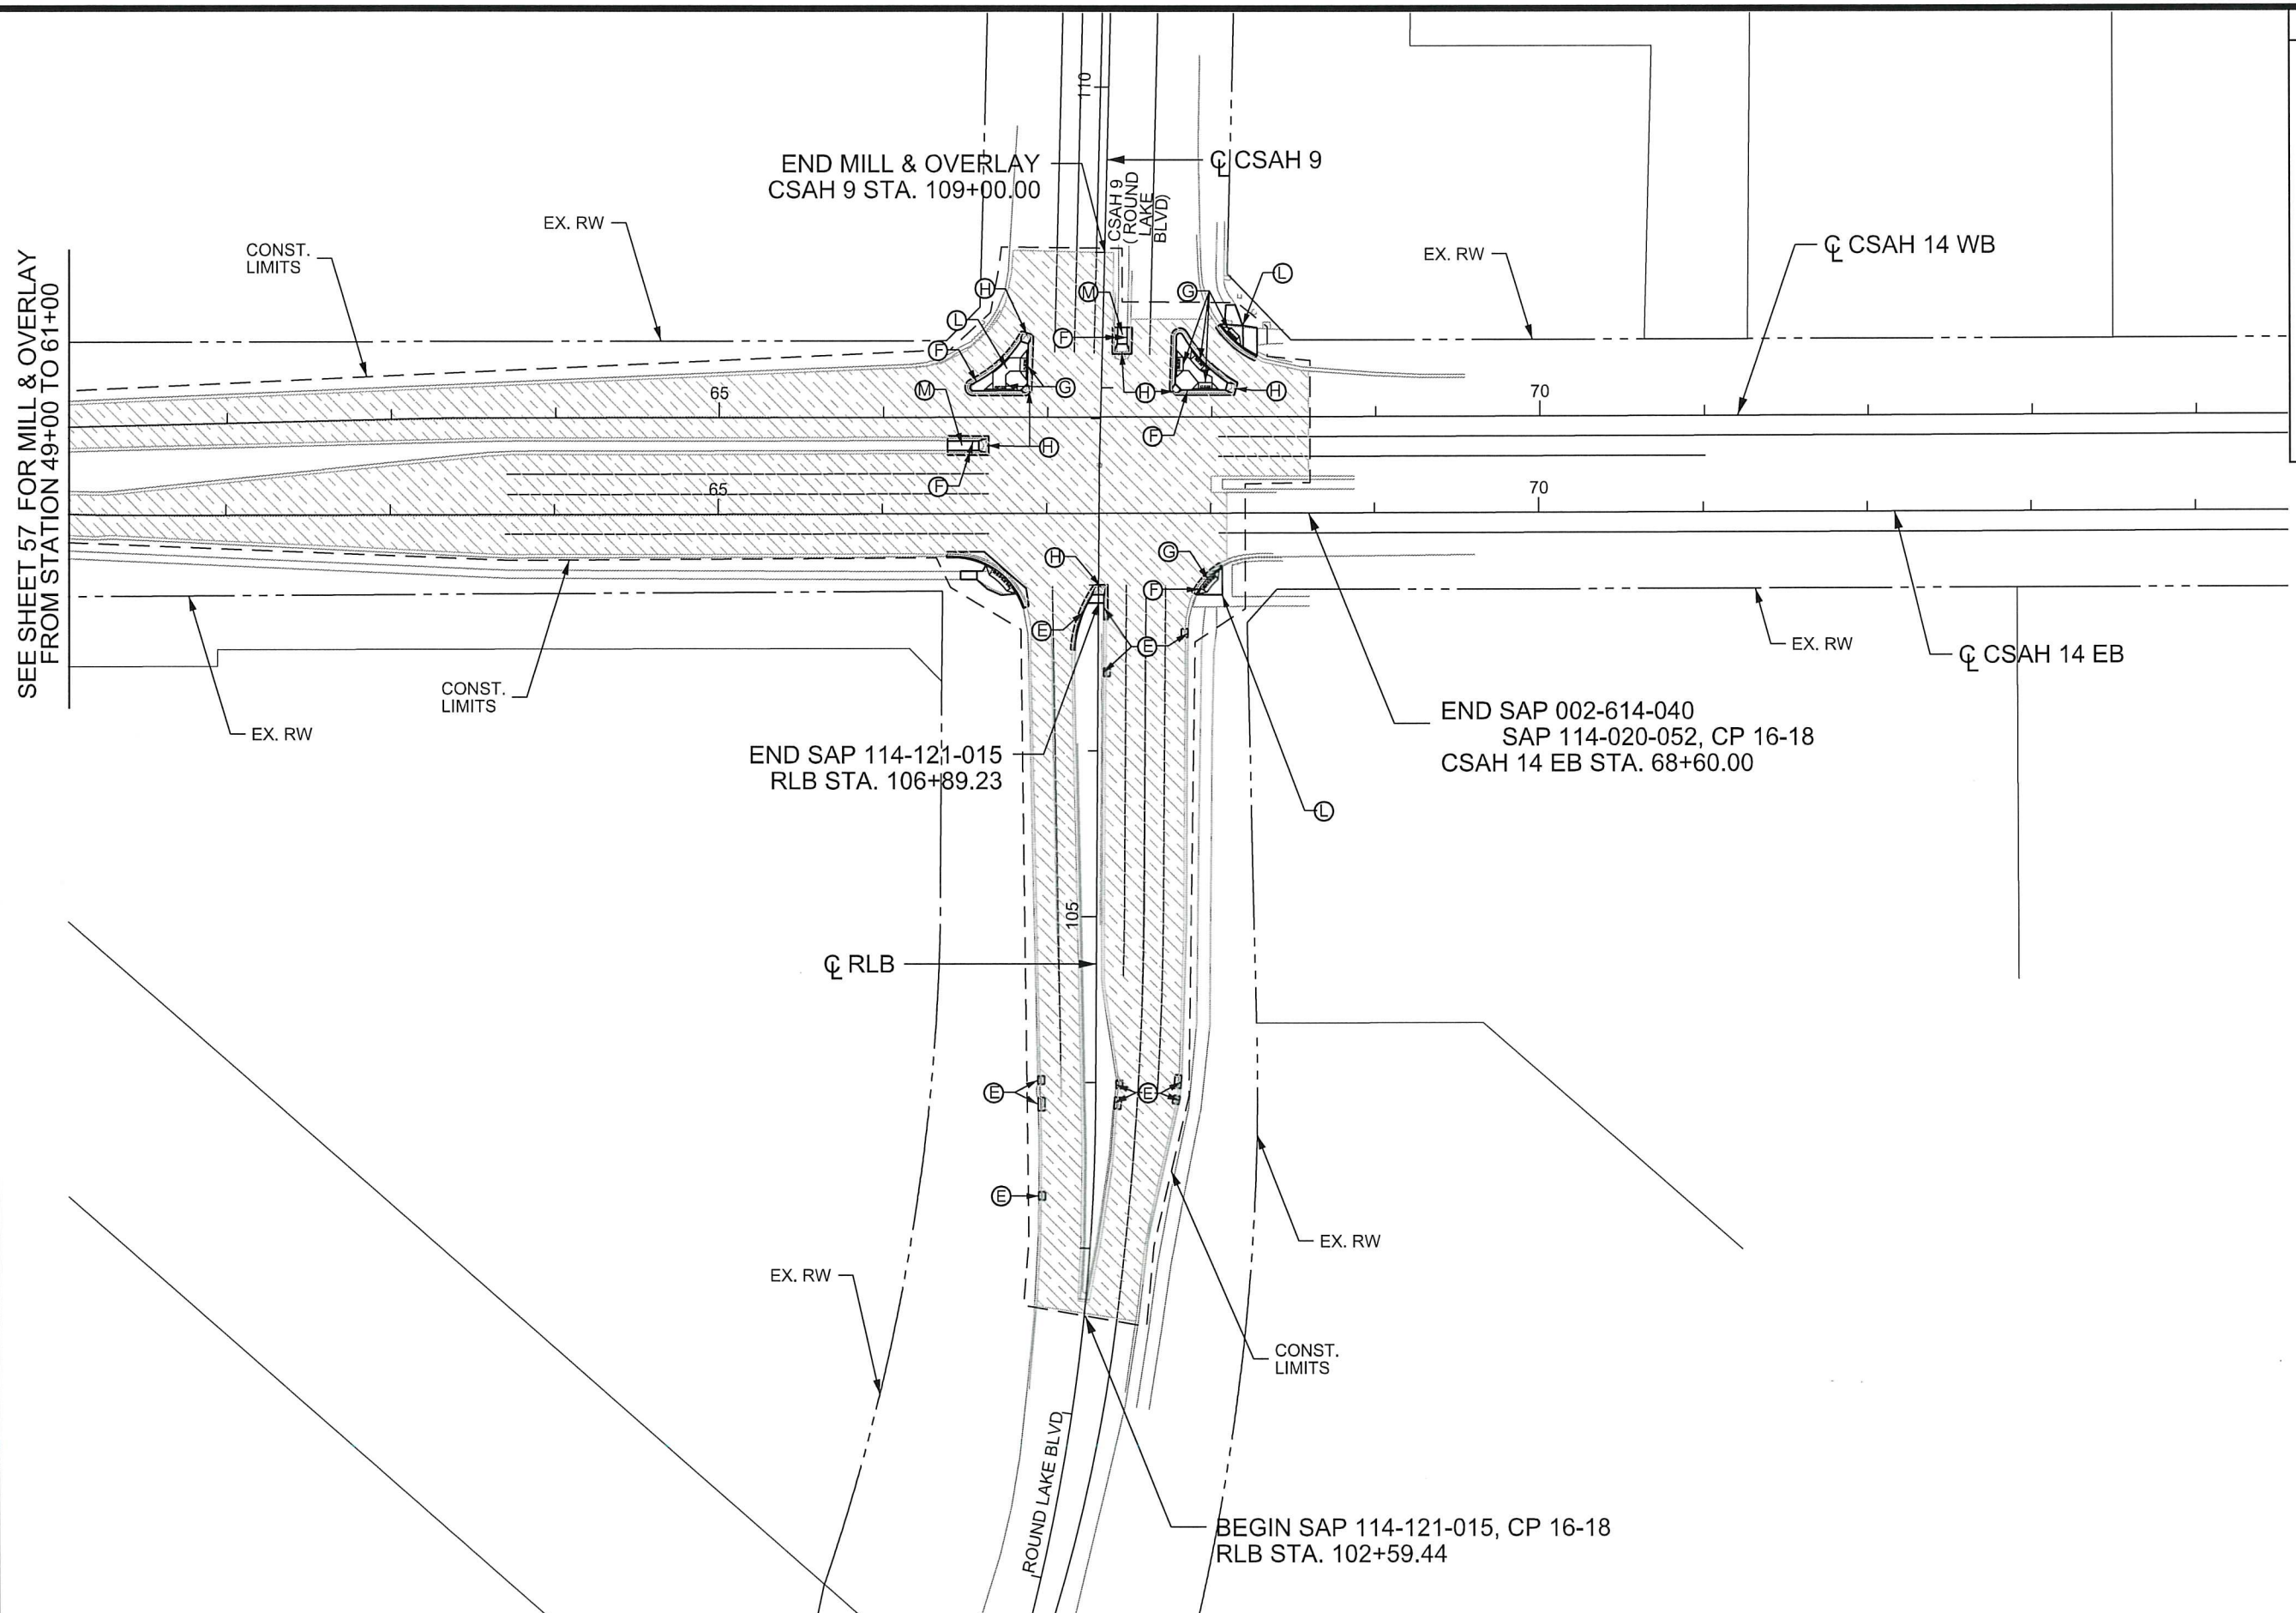 110
END MILL & OVERLAY
CSAH 9 STA. 109+00.00
℄ CSAH 9
CSAH 9
(ROUND
LAKE
BLVD)
EX. RW
CONST.
LIMITS
EX. RW
℄ CSAH 14 WB
SEE SHEET 57 FOR MILL & OVERLAY
FROM STATION 49+00 TO 61+00
L
H
M
G
L
F
F
M
G
H
H
65
70
F
H
F
65
70
H
G
F
E
E
EX. RW
℄ CSAH 14 EB
CONST.
LIMITS
EX. RW
END SAP 114-121-015
RLB STA. 106+89.23
END SAP 002-614-040
SAP 114-020-052, CP 16-18
CSAH 14 EB STA. 68+60.00
L
105
℄ RLB
E
E
E
EX. RW
EX. RW
CONST.
LIMITS
ROUND LAKE BLVD
BEGIN SAP 114-121-015, CP 16-18
RLB STA. 102+59.44